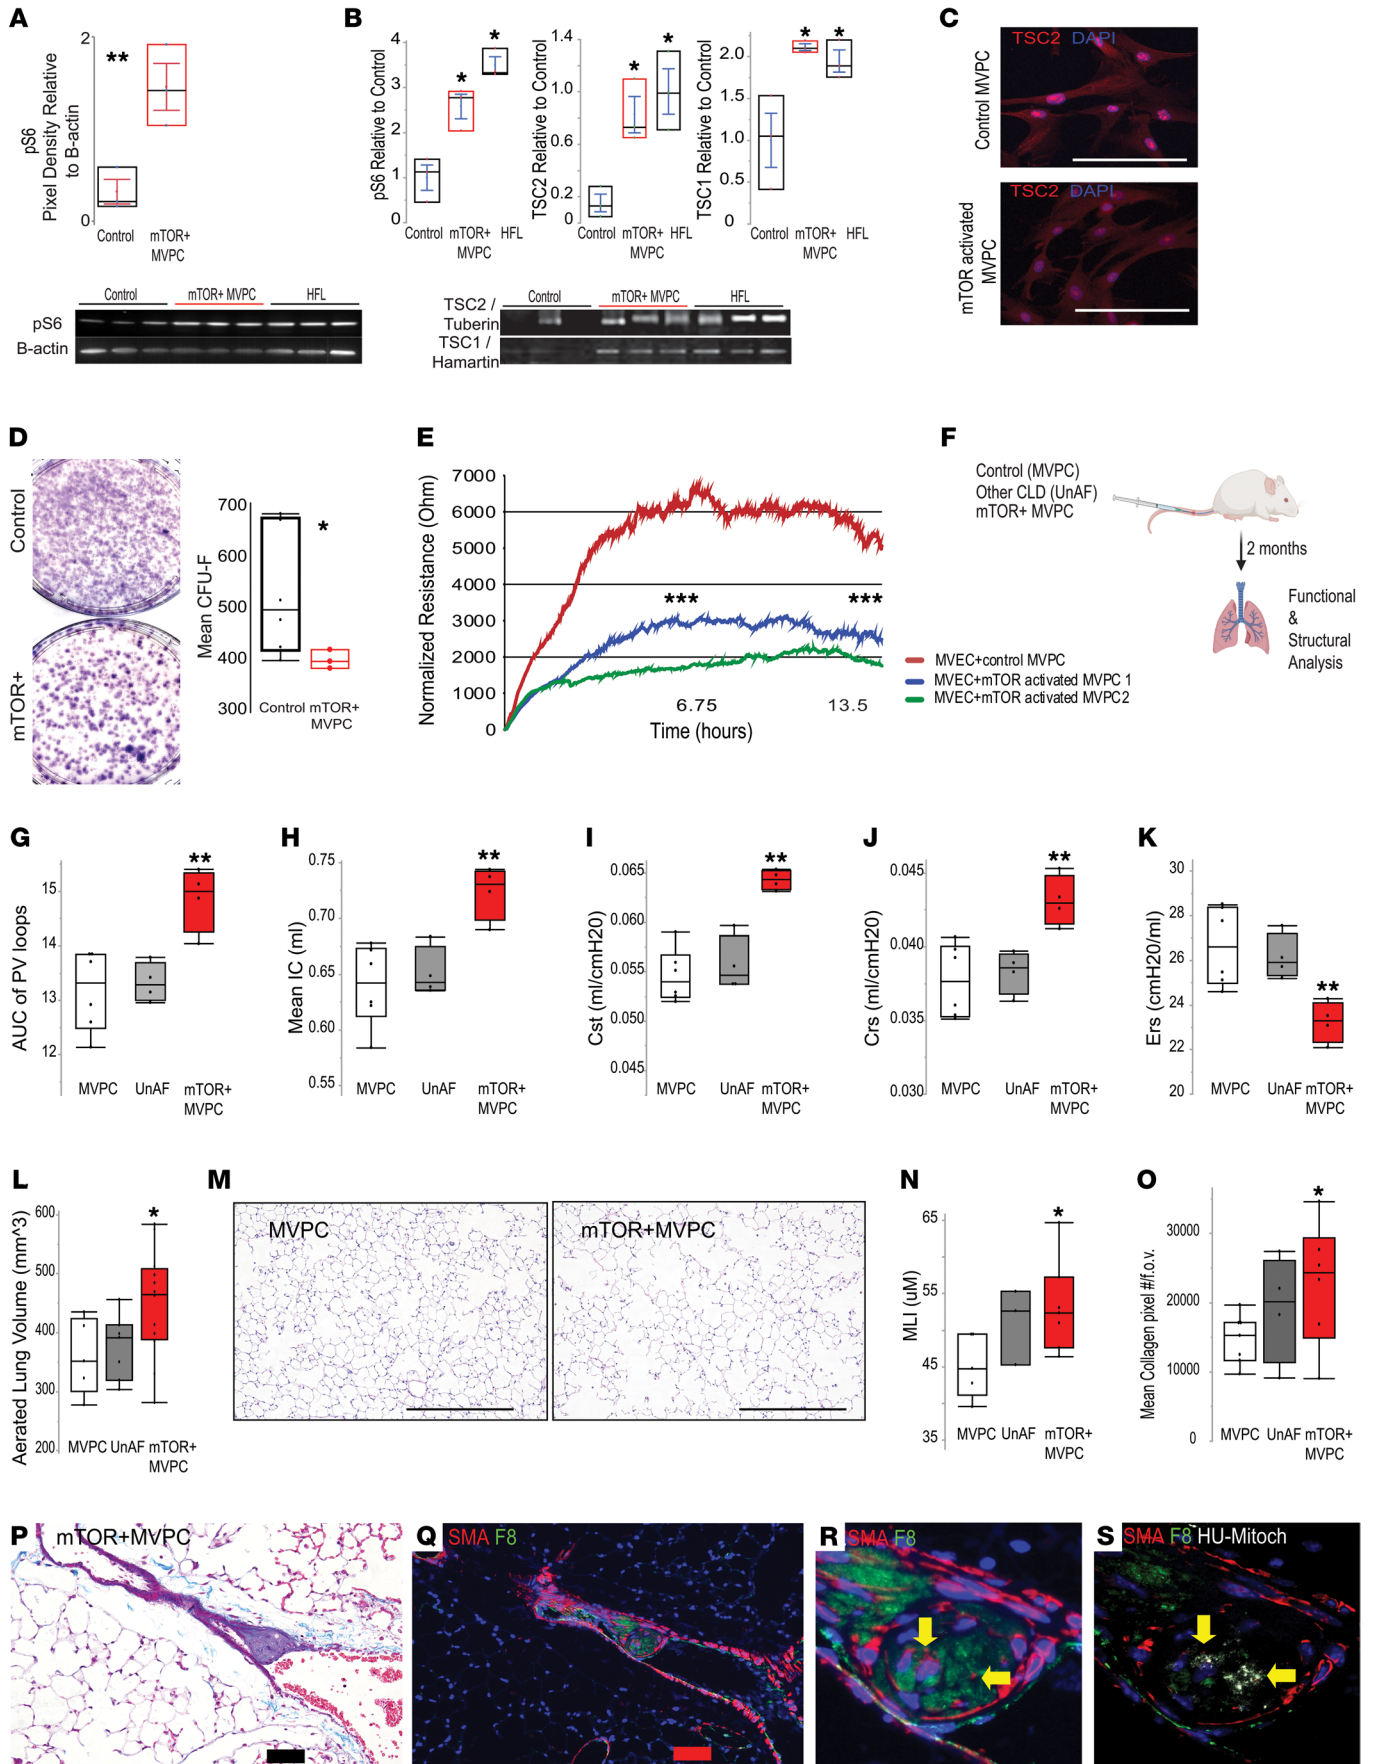 A
pS6
Pixel Density Relative
to B-actin
2
0
**
Control
mTOR+
MVPC
Control
mTOR+ MVPC
HFL
pS6
B-actin
B
pS6 Relative to Control
4
3
2
1
0
*
*
Control
mTOR+
MVPC
HFL
TSC2 Relative to Control
1.4
1.0
0.6
0.2
0
*
*
Control
mTOR+
MVPC
HFL
TSC1 Relative to Control
2.0
1.5
1.0
0.5
0
*
*
Control
mTOR+
MVPC
HFL
TSC2 /
Tuberin
TSC1 /
Hamartin
Control
mTOR+ MVPC
HFL
C
Control MVPC
TSC2 DAPI
mTOR activated
MVPC
TSC2 DAPI
D
Control
mTOR+
Mean CFU-F
700
600
500
400
300
*
Control
mTOR+
MVPC
E
Normalized Resistance (Ohm)
7000
6000
5000
4000
3000
2000
1000
0
***
***
6.75
13.5
Time (hours)
MVEC+control MVPC
MVEC+mTOR activated MVPC 1
MVEC+mTOR activated MVPC2
F
Control (MVPC)
Other CLD (UnAF)
mTOR+ MVPC
2 months
Functional
&
Structural
Analysis
G
AUC of PV loops
15
14
13
12
**
MVPC
UnAF
mTOR+
MVPC
H
Mean IC (ml)
0.75
0.70
0.65
0.60
0.55
**
MVPC
UnAF
mTOR+
MVPC
I
Cst (ml/cmH20)
0.065
0.060
0.055
0.050
0.045
**
MVPC
UnAF
mTOR+
MVPC
J
Crs (ml/cmH20)
0.045
0.040
0.035
0.030
**
MVPC
UnAF
mTOR+
MVPC
K
Ers (cmH20/ml)
30
28
26
24
22
20
**
MVPC
UnAF
mTOR+
MVPC
L
Aerated Lung Volume (mm^3)
600
500
400
300
200
*
MVPC
UnAF
mTOR+
MVPC
M
MVPC
mTOR+MVPC
N
MLI (uM)
65
55
45
35
*
MVPC
UnAF
mTOR+
MVPC
O
Mean Collagen pixel #/f.o.v.
30000
20000
10000
0
*
MVPC
UnAF
mTOR+
MVPC
P
mTOR+MVPC
Q
SMA F8
R
SMA F8
S
SMA F8 HU-Mitoch